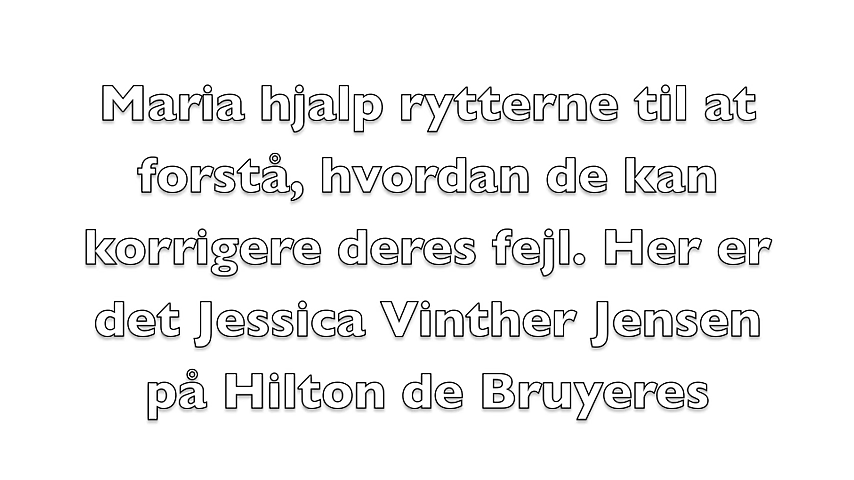 Maria hjalp rytterne til at
forstå, hvordan de kan
korrigere deres fejl. Her er
det Jessica Vinther Jensen
på Hilton de Bruyeres